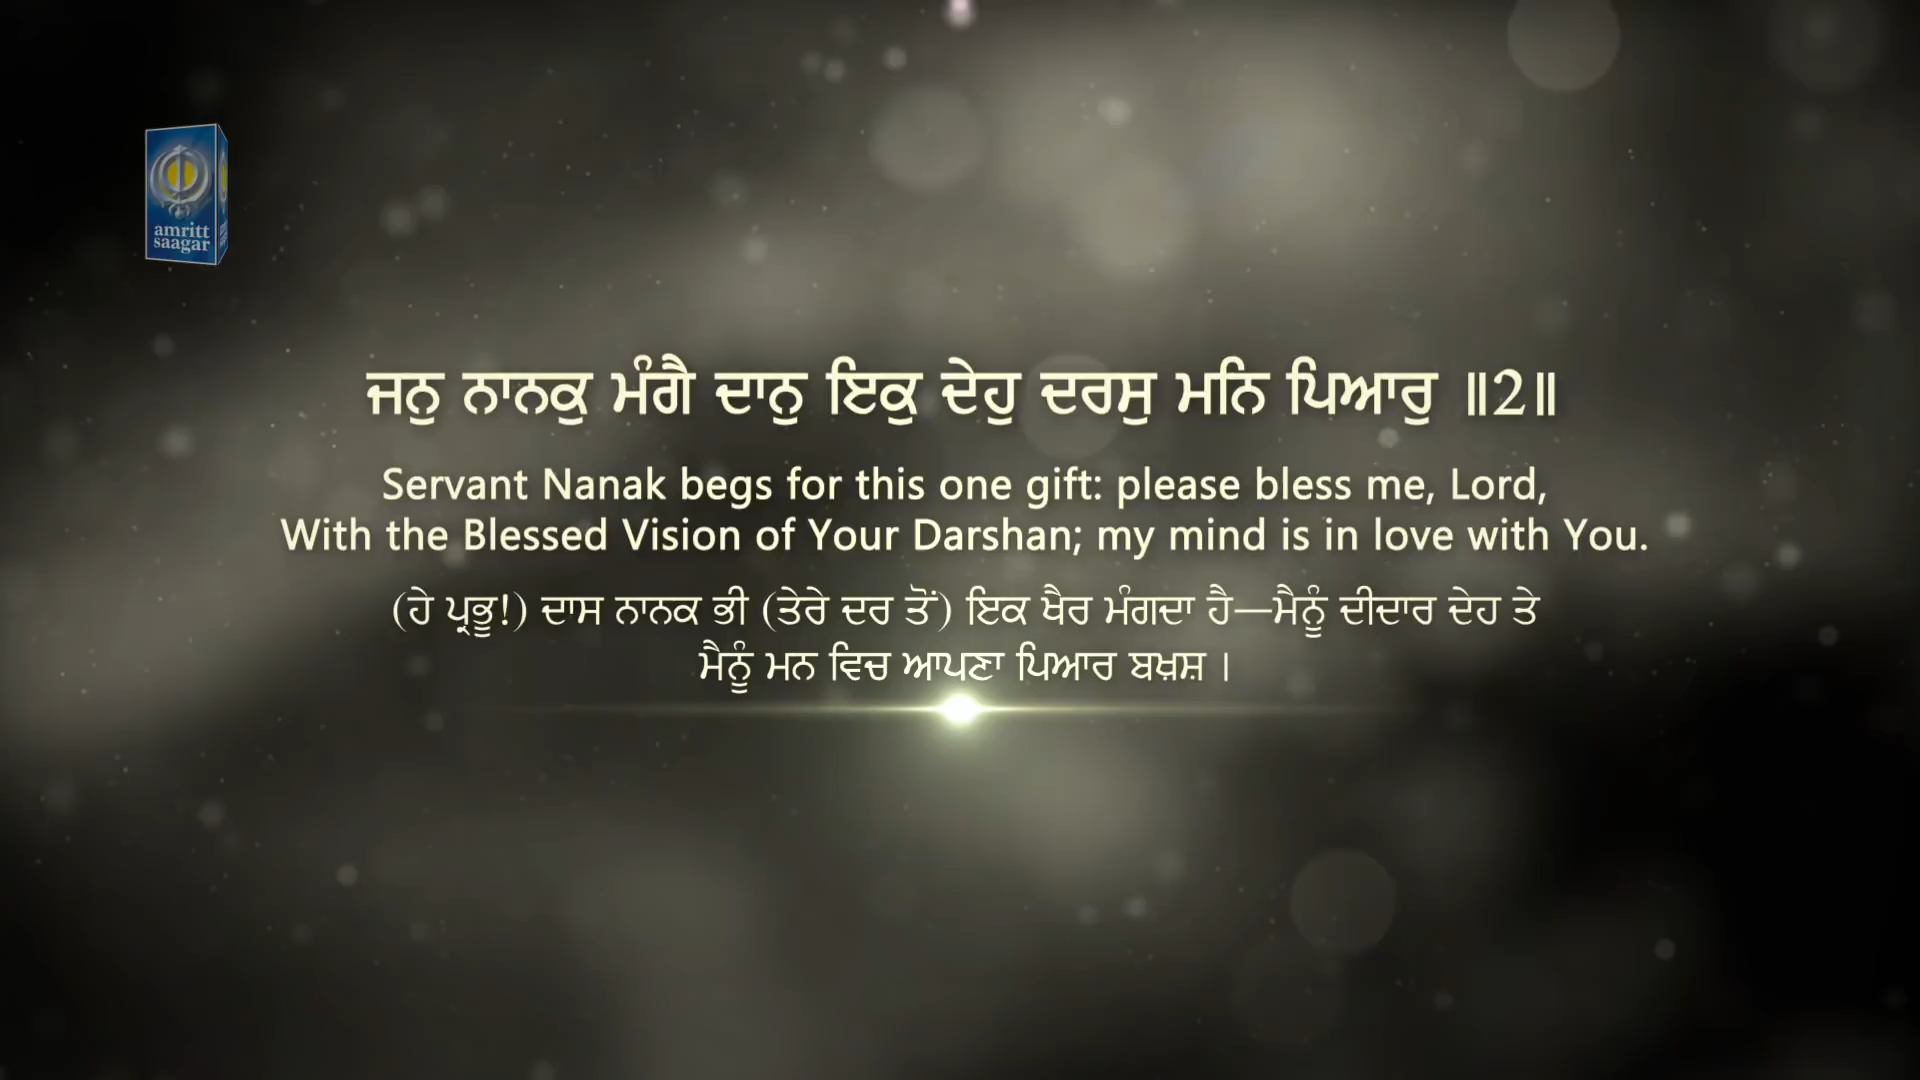 amritt
saagar
ਜਨੁ ਨਾਨਕੁ ਮੰਗੈ ਦਾਨੁ ਇਕੁ ਦੇਹੁ ਦਰਸੁ ਮਨਿ ਪਿਆਰੁ ॥2॥
Servant Nanak begs for this one gift: please bless me, Lord,
With the Blessed Vision of Your Darshan; my mind is in love with You.
(ਹੇ ਪ੍ਰਭੂ!) ਦਾਸ ਨਾਨਕ ਭੀ (ਤੇਰੇ ਦਰ ਤੋਂ) ਇਕ ਖੈਰ ਮੰਗਦਾ ਹੈ—ਮੈਨੂੰ ਦੀਦਾਰ ਦੇਹ ਤੇ
ਮੈਨੂੰ ਮਨ ਵਿਚ ਆਪਣਾ ਪਿਆਰ ਬਖ਼ਸ਼ ।